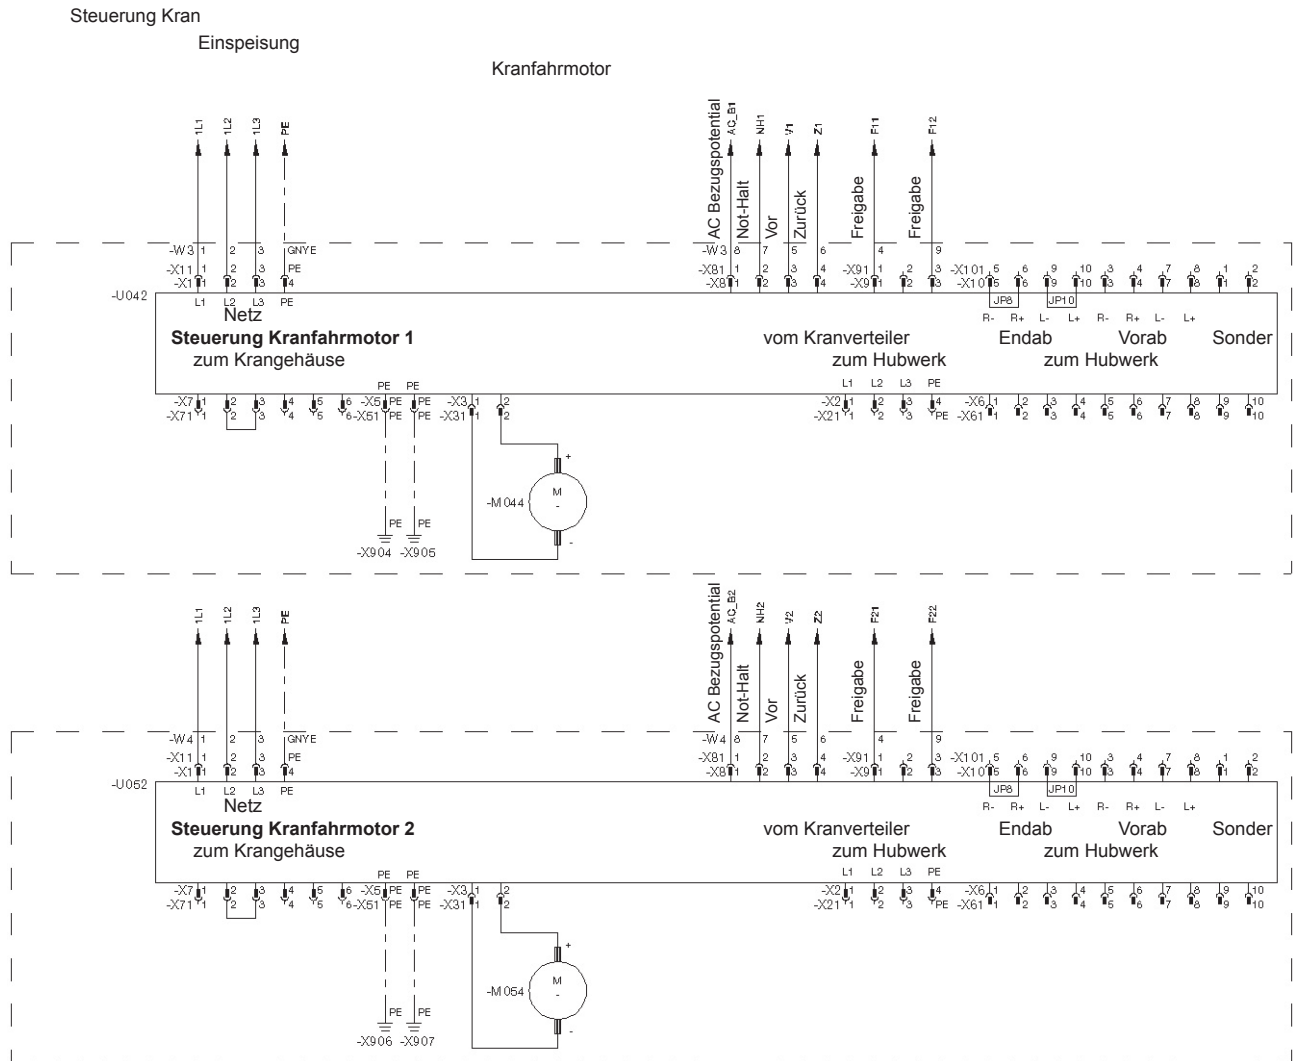 Steuerung Kran
Einspeisung
Kranfahrmotor
1L1 1L2 1L3 PE
AC Bezugspotential AC_B1 Not-Halt NH1 Vor V1 Zurück Z1 Freigabe F11 Freigabe F12
-W3 1 2 3 GNYE -W3 8 7 5 6 4 9
-X11 1 2 3 PE -X81 1 2 3 4 -X91 1 2 3 -X101 5 6 9 10 3 4 7 8 1 2
-X1 1 2 3 4 -X8 1 2 3 4 -X9 1 2 3 -X10 5 6 9 10 3 4 7 8 1 2
-U042 L1 L2 L3 PE JP8 JP10
Netz R- R+ L- L+ R- R+ L- L+
Steuerung Kranfahrmotor 1 vom Kranverteiler Endab Vorab Sonder
zum Krangehäuse zum Hubwerk zum Hubwerk
PE PE L1 L2 L3 PE
-X7 1 2 3 4 5 6 -X5 PE PE -X3 1 2 -X2 1 2 3 4 -X6 1 2 3 4 5 6 7 8 9 10
-X71 1 2 3 4 5 6 -X51 PE PE -X31 1 2 -X21 1 2 3 PE -X61 1 2 3 4 5 6 7 8 9 10
+
M
-M044 -
PE PE -
-X904 -X905
1L1 1L2 1L3 PE
AC Bezugspotential AC_B2 Not-Halt NH2 Vor V2 Zurück Z2 Freigabe F21 Freigabe F22
-W4 1 2 3 GNYE -W4 8 7 5 6 4 9
-X11 1 2 3 PE -X81 1 2 3 4 -X91 1 2 3 -X101 5 6 9 10 3 4 7 8 1 2
-X1 1 2 3 4 -X8 1 2 3 4 -X9 1 2 3 -X10 5 6 9 10 3 4 7 8 1 2
-U052 L1 L2 L3 PE JP8 JP10
Netz R- R+ L- L+ R- R+ L- L+
Steuerung Kranfahrmotor 2 vom Kranverteiler Endab Vorab Sonder
zum Krangehäuse zum Hubwerk zum Hubwerk
PE PE L1 L2 L3 PE
-X7 1 2 3 4 5 6 -X5 PE PE -X3 1 2 -X2 1 2 3 4 -X6 1 2 3 4 5 6 7 8 9 10
-X71 1 2 3 4 5 6 -X51 PE PE -X31 1 2 -X21 1 2 3 PE -X61 1 2 3 4 5 6 7 8 9 10
+
M
-M054 -
PE PE -
-X906 -X907